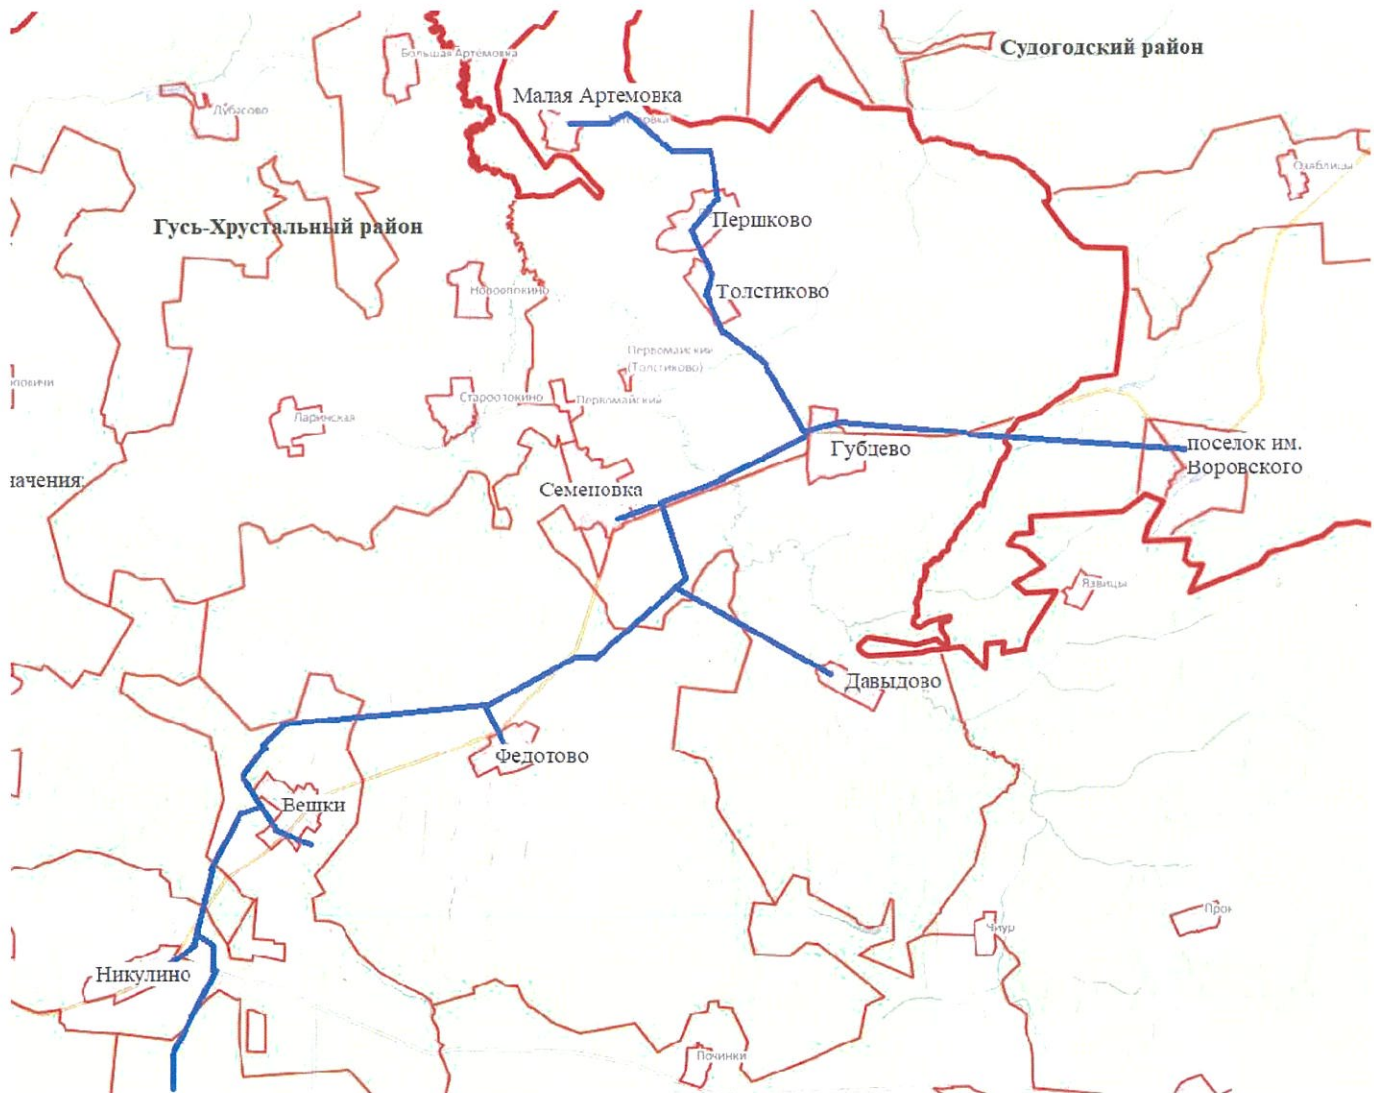 Судогодский район
Большая Артемовка
Малая Артемовка
Дубасово
Гусь-Хрустальный район
Першково
Новоопокино
Толстиково
Первомайский
(Толстиково)
Первомайский
Староопокино
Ларинская
Губцево
поселок им.
Воровского
начения:
Семеновка
Язвицы
Давыдово
Федотово
Вешки
Чиур
Никулино
Починки